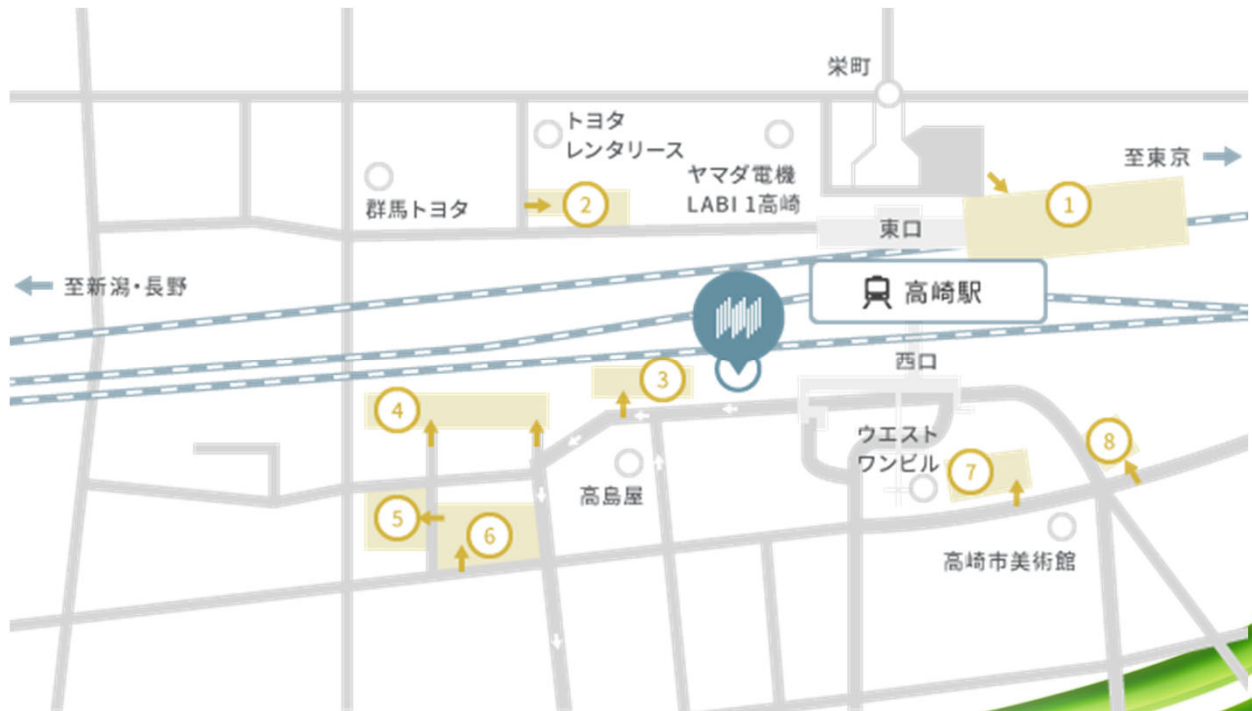 栄町
トヨタ
レンタリース
至東京
ヤマダ電機
LABI 1高崎
群馬トヨタ
2
1
東口
至新潟・長野
高崎駅
西口
3
4
ウエスト
ワンビル
8
7
高島屋
5
6
高崎市美術館